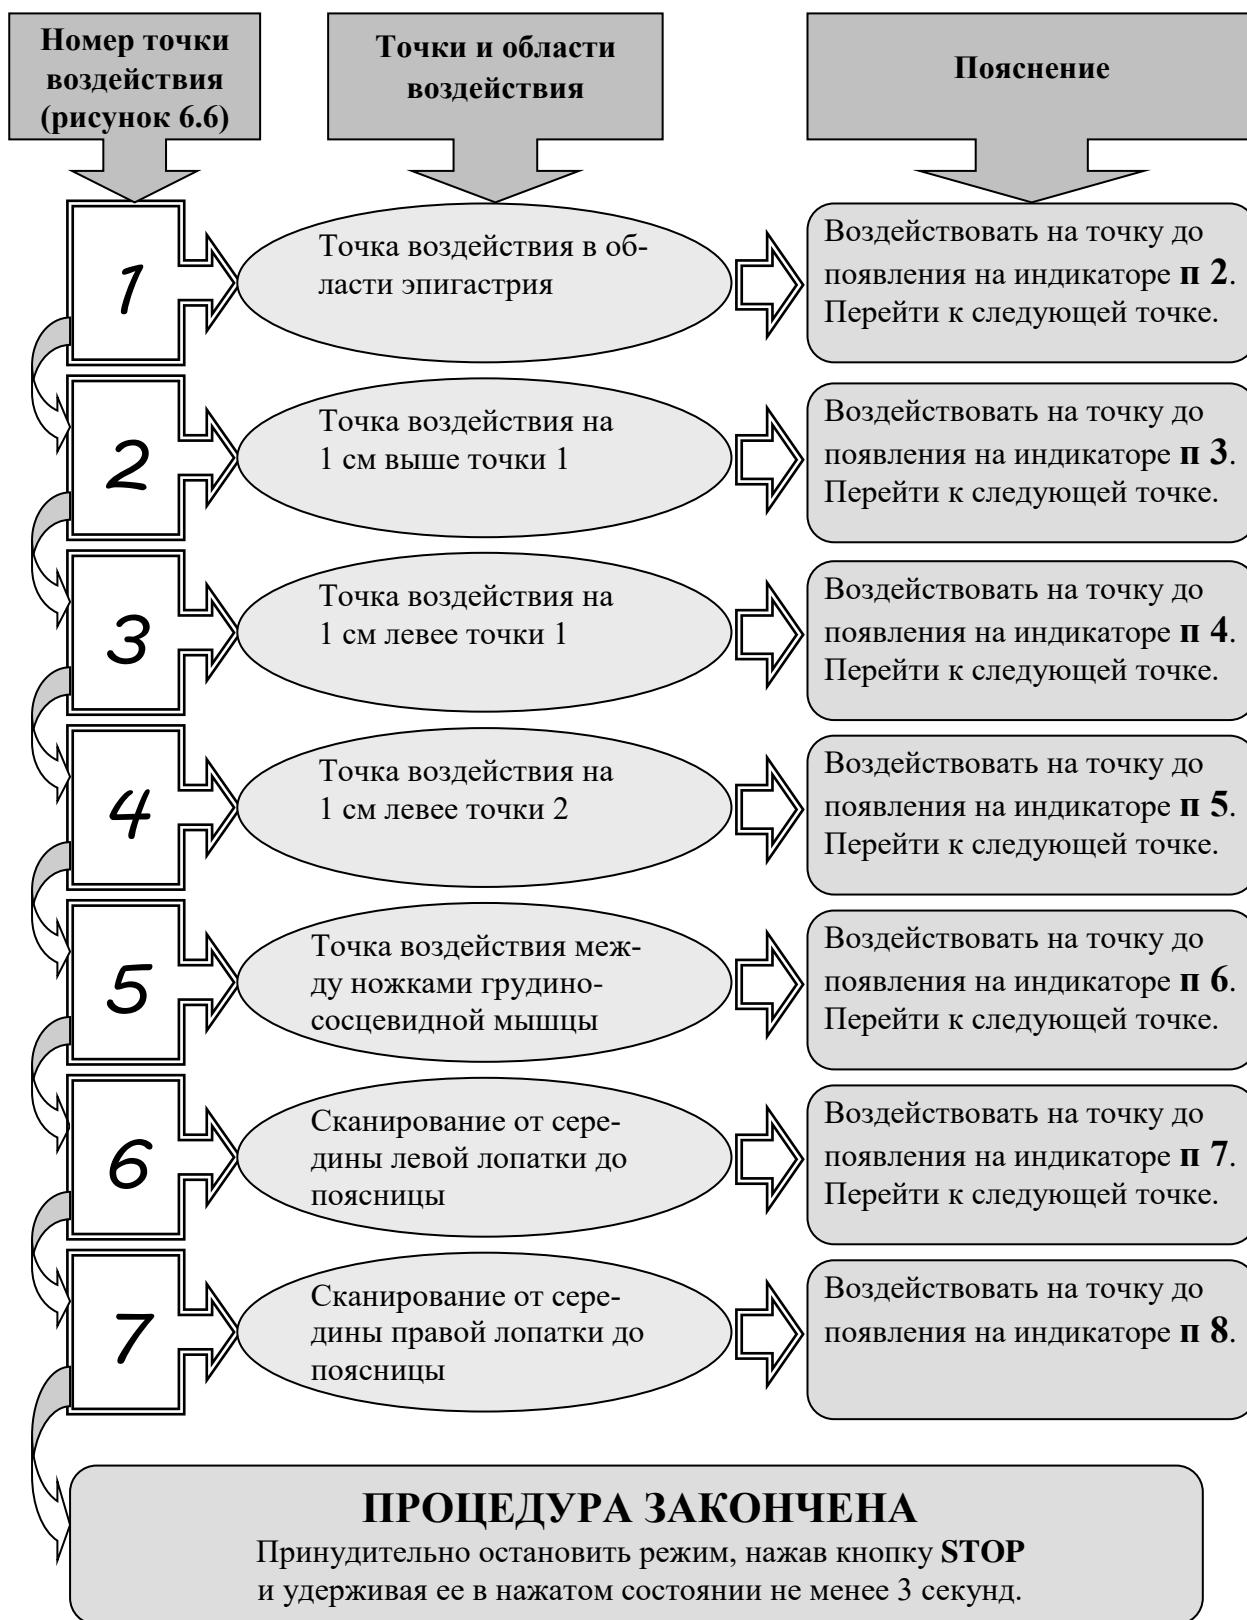 Номер точки
воздействия
(рисунок 6.6)
Точки и области
воздействия
Пояснение
1
Точка воздействия в об-
ласти эпигастрия
Воздействовать на точку до
появления на индикаторе п 2.
Перейти к следующей точке.
2
Точка воздействия на
1 см выше точки 1
Воздействовать на точку до
появления на индикаторе п 3.
Перейти к следующей точке.
3
Точка воздействия на
1 см левее точки 1
Воздействовать на точку до
появления на индикаторе п 4.
Перейти к следующей точке.
4
Точка воздействия на
1 см левее точки 2
Воздействовать на точку до
появления на индикаторе п 5.
Перейти к следующей точке.
5
Точка воздействия меж-
ду ножками грудино-
сосцевидной мышцы
Воздействовать на точку до
появления на индикаторе п 6.
Перейти к следующей точке.
6
Сканирование от сере-
дины левой лопатки до
поясницы
Воздействовать на точку до
появления на индикаторе п 7.
Перейти к следующей точке.
7
Сканирование от сере-
дины правой лопатки до
поясницы
Воздействовать на точку до
появления на индикаторе п 8.
ПРОЦЕДУРА ЗАКОНЧЕНА
Принудительно остановить режим, нажав кнопку STOP
и удерживая ее в нажатом состоянии не менее 3 секунд.